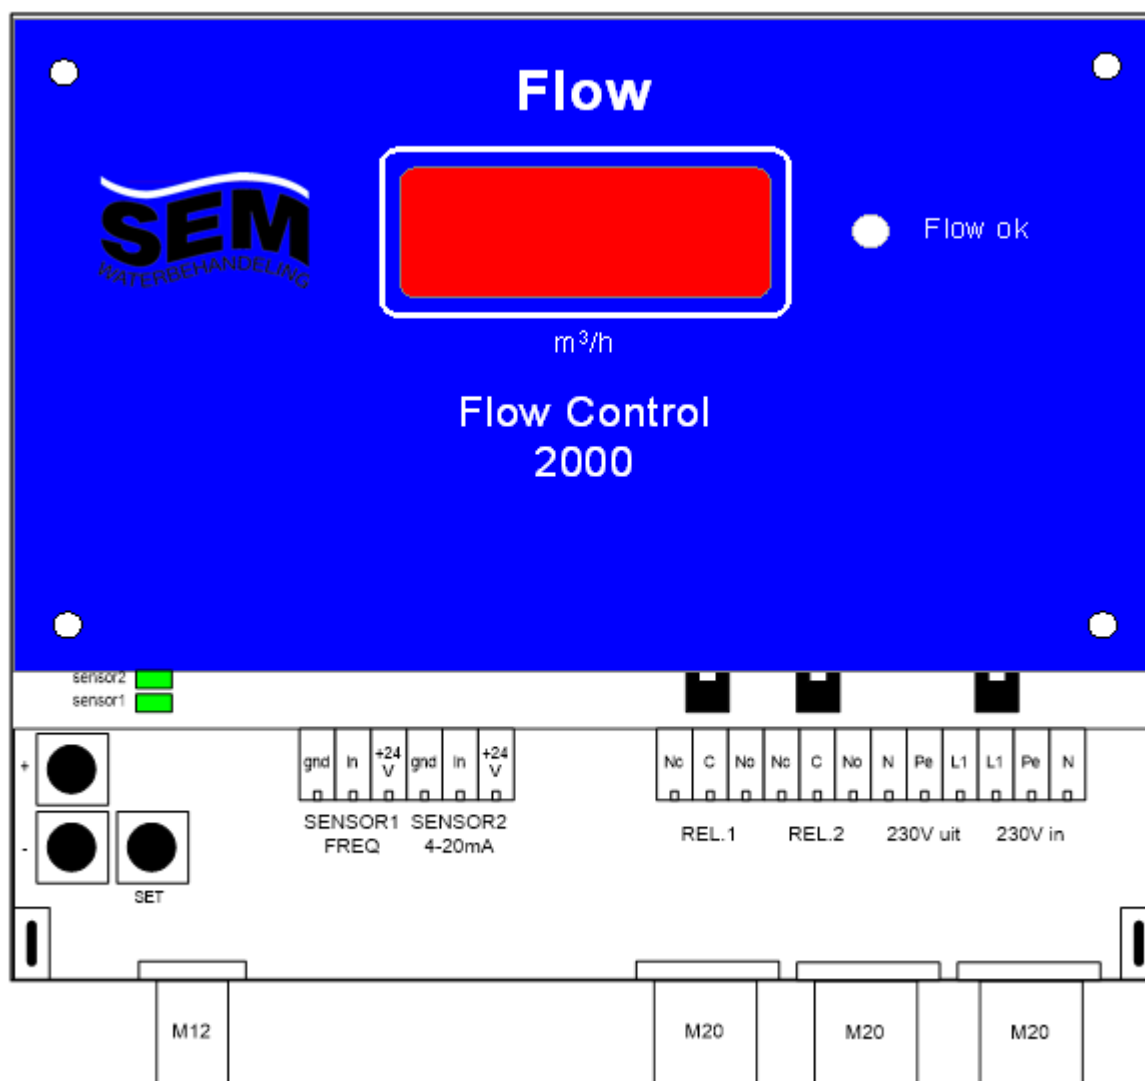 Flow
SEM
WATERBEHANDELING
Flow ok
m³/h
Flow Control
2000
sensor2
sensor1
+
gnd In +24 V gnd In +24 V
Nc C No Nc C No N Pe L1 L1 Pe N
SENSOR1 SENSOR2
FREQ 4-20mA
REL.1 REL.2 230V uit 230V in
-
SET
M12 M20 M20 M20